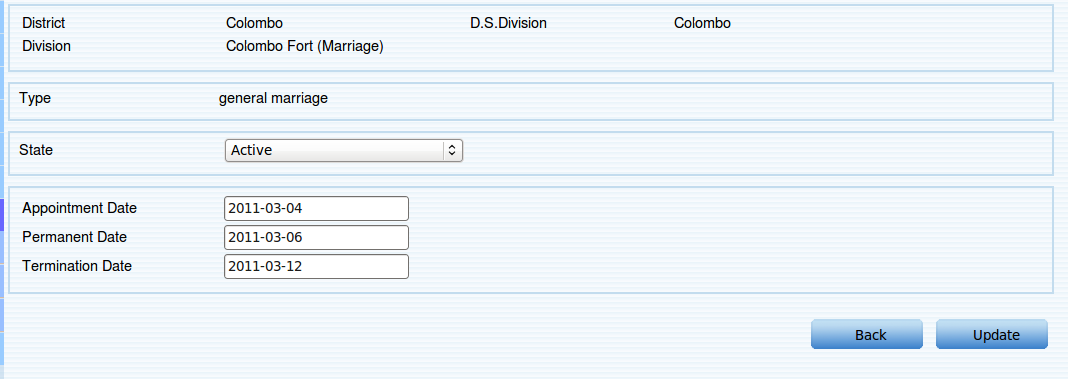 District Colombo D.S.Division Colombo
Division Colombo Fort (Marriage)
Type general marriage
State Active
Appointment Date 2011-03-04
Permanent Date 2011-03-06
Termination Date 2011-03-12
Back Update